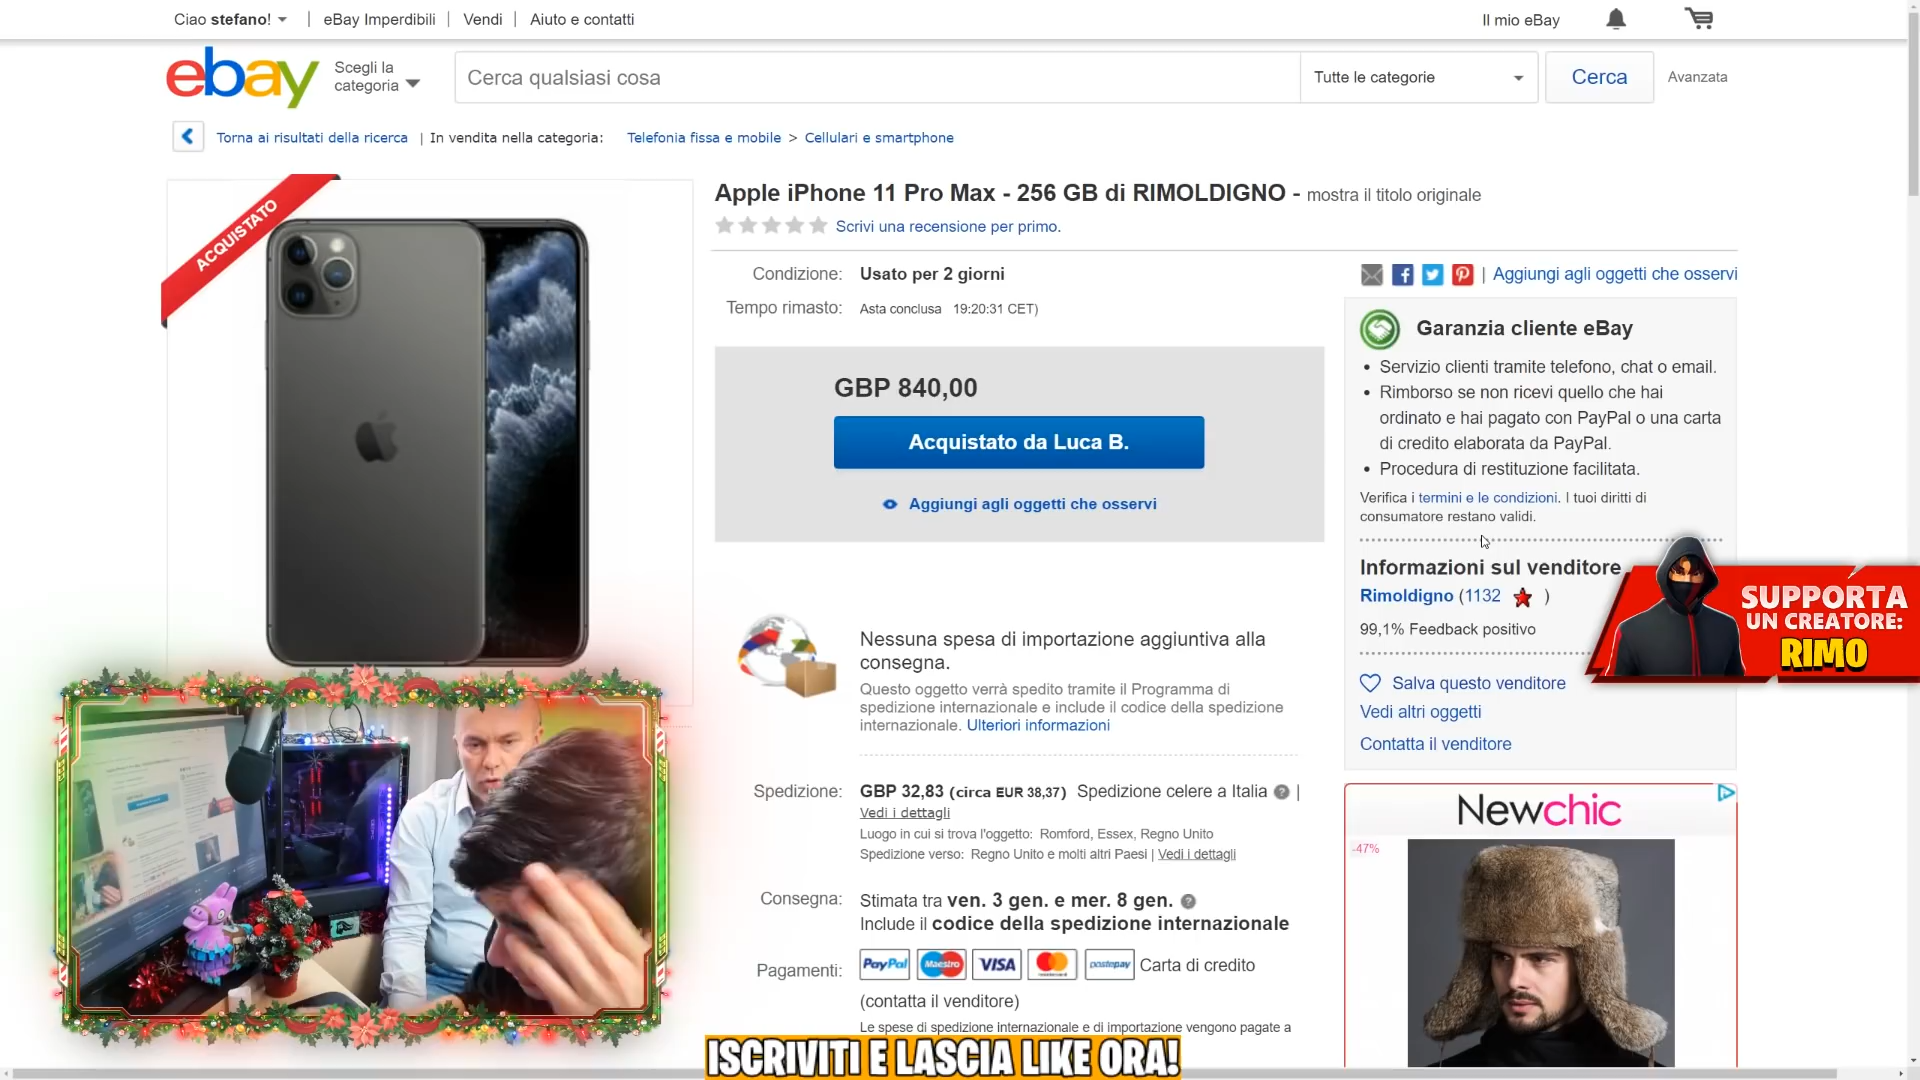 Ciao stefano! | eBay Imperdibili | Vendi | Aiuto e contatti
Il mio eBay
ebay
Scegli la
categoria
Cerca qualsiasi cosa
Tutte le categorie
Cerca
Avanzata
Torna ai risultati della ricerca | In vendita nella categoria: Telefonia fissa e mobile > Cellulari e smartphone
ACQUISTATO
Apple iPhone 11 Pro Max - 256 GB di RIMOLDIGNO - mostra il titolo originale
Scrivi una recensione per primo.
Condizione: Usato per 2 giorni
Tempo rimasto: Asta conclusa 19:20:31 CET)
GBP 840,00
Acquistato da Luca B.
Aggiungi agli oggetti che osservi
Nessuna spesa di importazione aggiuntiva alla
consegna.
Questo oggetto verrà spedito tramite il Programma di
spedizione internazionale e include il codice della spedizione
internazionale. Ulteriori informazioni
Spedizione: GBP 32,83 (circa EUR 38,37) Spedizione celere a Italia |
Vedi i dettagli
Luogo in cui si trova l'oggetto: Romford, Essex, Regno Unito
Spedizione verso: Regno Unito e molti altri Paesi | Vedi i dettagli
Consegna: Stimata tra ven. 3 gen. e mer. 8 gen.
Include il codice della spedizione internazionale
Pagamenti: PayPal Maestro VISA mastercard postepay Carta di credito
(contatta il venditore)
Le spese di spedizione internazionale e di importazione vengono pagate a
| Aggiungi agli oggetti che osservi
Garanzia cliente eBay
• Servizio clienti tramite telefono, chat o email.
• Rimborso se non ricevi quello che hai
ordinato e hai pagato con PayPal o una carta
di credito elaborata da PayPal.
• Procedura di restituzione facilitata.
Verifica i termini e le condizioni. I tuoi diritti di
consumatore restano validi.
Informazioni sul venditore
Rimoldigno (1132 )
99,1% Feedback positivo
Salva questo venditore
Vedi altri oggetti
Contatta il venditore
SUPPORTA
UN CREATORE:
RIMO
Newchic
-47%
ISCRIVITI E LASCIA LIKE ORA!